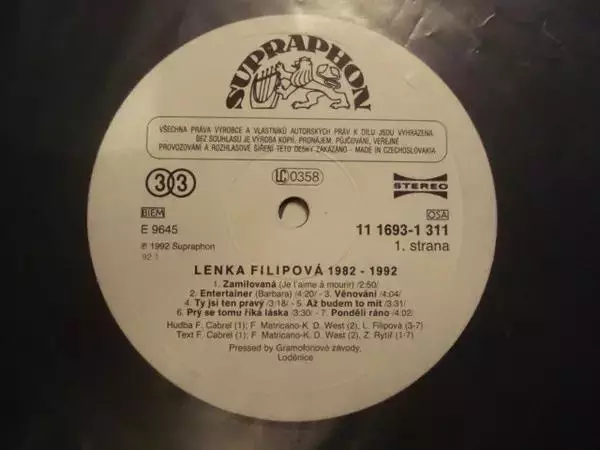 SUPRAPHON
VŠECHNA PRÁVA VÝROBCE A VLASTNÍKŮ AUTORSKÝCH PRÁV K DÍLU JSOU VYHRAZENA.
BEZ SOUHLASU JE VÝROBA KOPIÍ, PRONÁJEM, PŮJČOVÁNÍ, VEŘEJNÉ
PROVOZOVÁNÍ A ROZHLASOVÉ ŠÍŘENÍ TÉTO DESKY ZAKÁZÁNO - MADE IN CZECHOSLOVAKIA
33 LC 0358 STEREO
BIEM OSA
E 9645 11 1693-1 311
℗ 1992 Supraphon 1. strana
92 1
LENKA FILIPOVÁ 1982 - 1992
1. Zamilovaná (Je t'aime à mourir) /2:50/
2. Entertainer (Barbara) /4:20/ - 3. Věnování /4:04/
4. Ty jsi ten pravý /3:18/ - 5. Až budem to mít /3:31/
6. Prý se tomu říká láska /3:30/ - 7. Pondělí ráno /4:02/
Hudba F. Cabrel (1); F. Matricano-K. D. West (2), L. Filipová (3-7)
Text F. Cabrel (1), F. Matricano-K. D. West (2), Z. Rytíř (1-7)
Pressed by Gramofonové závody,
Loděnice